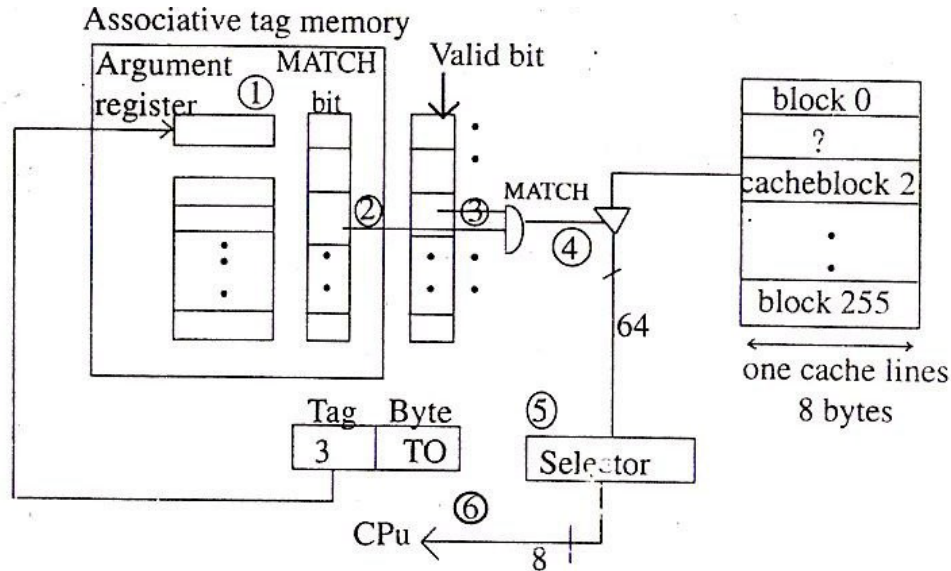 Associative tag memory
Argument
register
①
MATCH
bit
Valid bit
②
③
MATCH
④
block 0
?
cacheblock 2
block 255
one cache lines
8 bytes
64
Tag Byte
3 TO
⑤
Selector
⑥
CPu
8